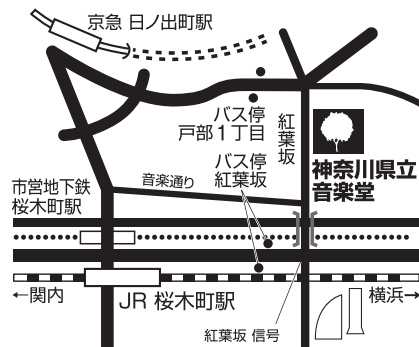 京急 日ノ出町駅
バス停
戸部1丁目
紅葉坂
バス停
紅葉坂
神奈川県立
音楽堂
音楽通り
市営地下鉄
桜木町駅
←関内
JR 桜木町駅
横浜→
紅葉坂 信号